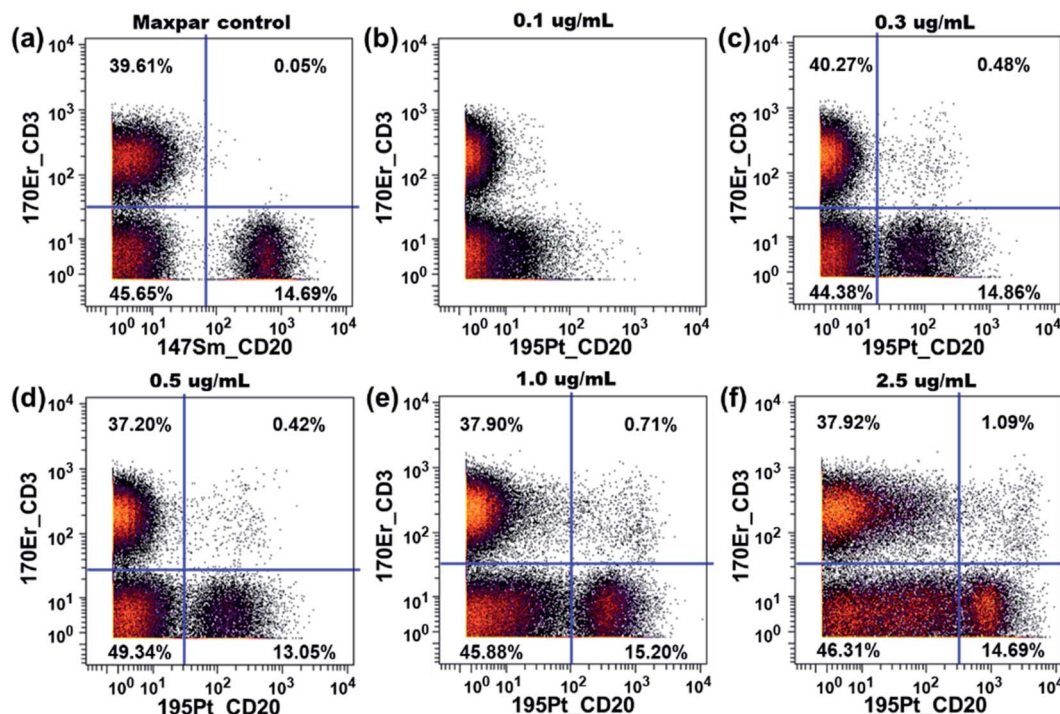 Maxpar control
0.1 ug/mL
0.3 ug/mL
(a)
10⁴
10³
10²
10¹
10⁰
170Er_CD3
39.61%
0.05%
45.65%
14.69%
10⁰ 10¹ 10² 10³ 10⁴
147Sm_CD20
(b)
10⁴
10³
10²
10¹
10⁰
170Er_CD3
10⁰ 10¹ 10² 10³ 10⁴
195Pt_CD20
(c)
10⁴
10³
10²
10¹
10⁰
170Er_CD3
40.27%
0.48%
44.38%
14.86%
10⁰ 10¹ 10² 10³ 10⁴
195Pt_CD20
0.5 ug/mL
1.0 ug/mL
2.5 ug/mL
(d)
10⁴
10³
10²
10¹
10⁰
170Er_CD3
37.20%
0.42%
49.34%
13.05%
10⁰ 10¹ 10² 10³ 10⁴
195Pt_CD20
(e)
10⁴
10³
10²
10¹
10⁰
170Er_CD3
37.90%
0.71%
45.88%
15.20%
10⁰ 10¹ 10² 10³ 10⁴
195Pt_CD20
(f)
10⁴
10³
10²
10¹
10⁰
170Er_CD3
37.92%
1.09%
46.31%
14.69%
10⁰ 10¹ 10² 10³ 10⁴
195Pt_CD20